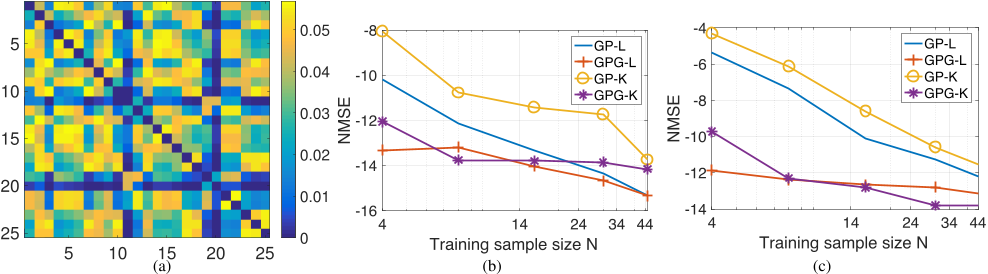 5
10
15
20
25
5
10
15
20
25
0.05
0.04
0.03
0.02
0.01
0
(a)
NMSE
-8
-10
-12
-14
-16
GP-L
GPG-L
GP-K
GPG-K
4
14
24
34
44
Training sample size N
(b)
NMSE
-4
-6
-8
-10
-12
-14
GP-L
GPG-L
GP-K
GPG-K
4
14
24
34
44
Training sample size N
(c)